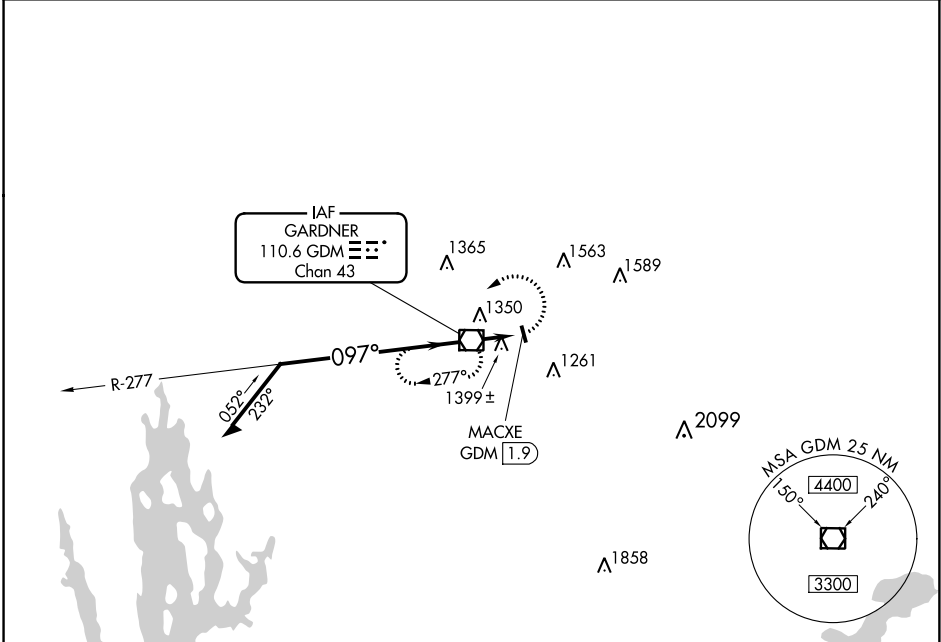 IAF
GARDNER
110.6 GDM
Chan 43
1365
1563
1589
1350
097°
R-277
277°
1261
052°
232°
1399 ±
MACXE
GDM 1.9
2099
MSA GDM 25 NM
4400
150°
240°
3300
1858